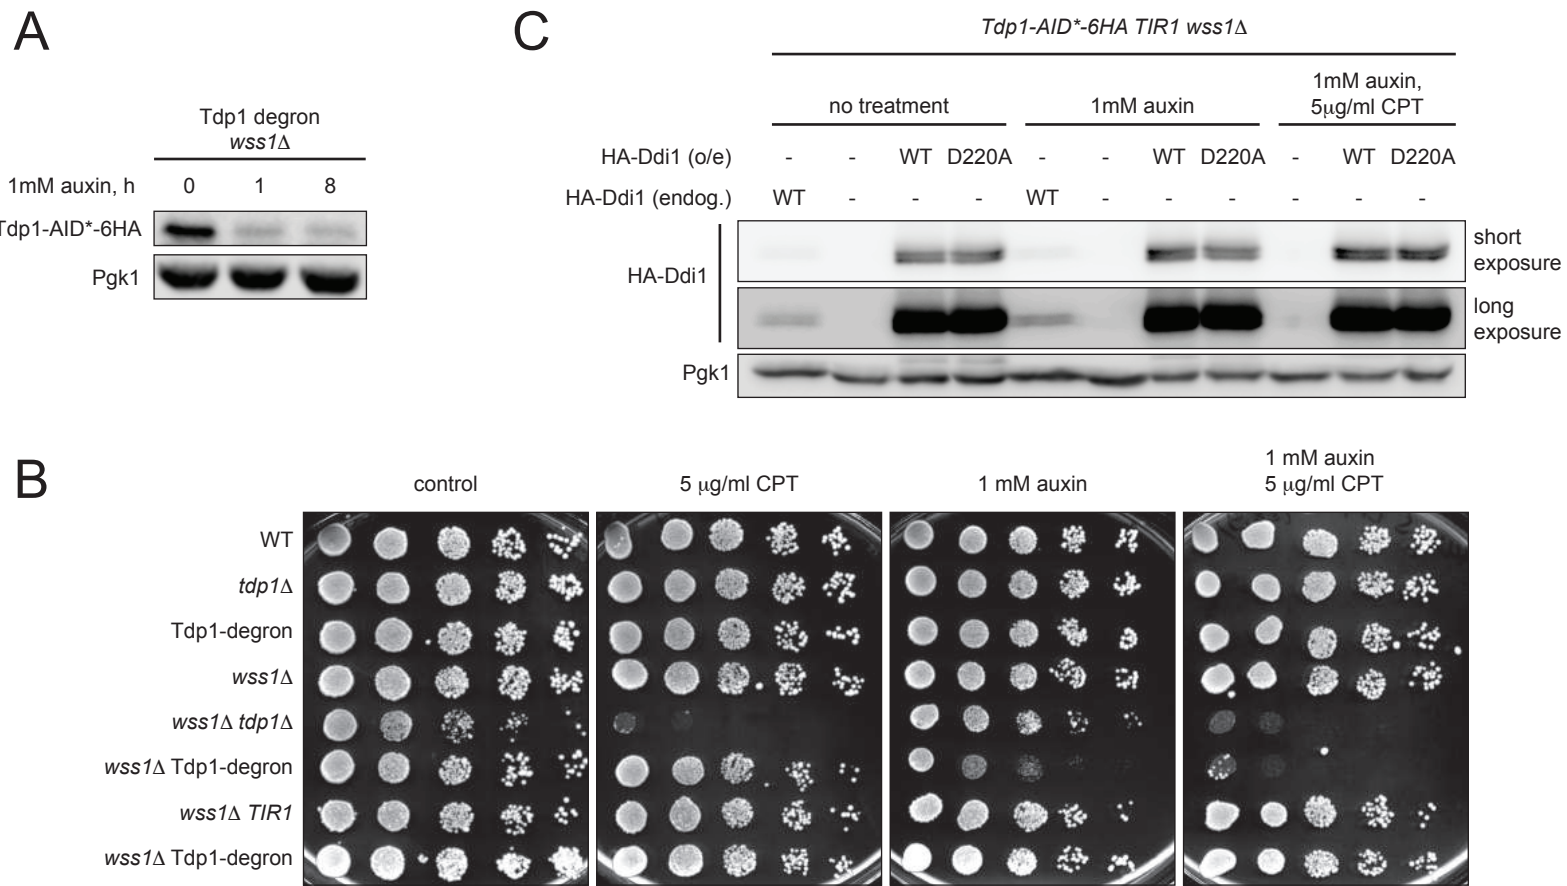 A
Tdp1 degron
wss1Δ
1mM auxin, h 0 1 8
Tdp1-AID*-6HA
Pgk1
C
Tdp1-AID*-6HA TIR1 wss1Δ
no treatment 1mM auxin 1mM auxin,
5μg/ml CPT
HA-Ddi1 (o/e) - - WT D220A - - WT D220A - WT D220A
HA-Ddi1 (endog.) WT - - - WT - - - - - -
HA-Ddi1
short
exposure
long
exposure
Pgk1
B
control 5 μg/ml CPT 1 mM auxin 1 mM auxin
5 μg/ml CPT
WT
tdp1Δ
Tdp1-degron
wss1Δ
wss1Δ tdp1Δ
wss1Δ Tdp1-degron
wss1Δ TIR1
wss1Δ Tdp1-degron